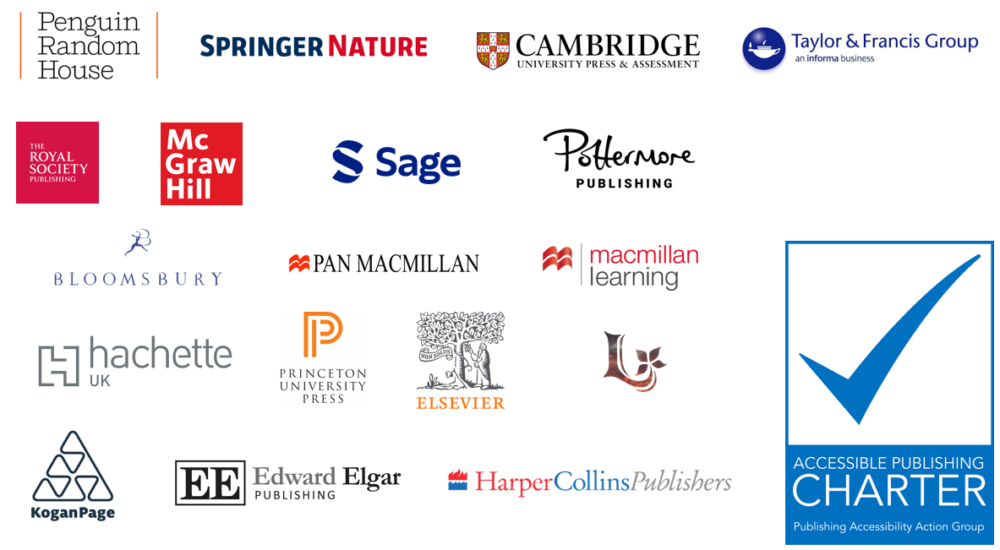 Penguin
Random
House
SPRINGER NATURE
CAMBRIDGE
UNIVERSITY PRESS & ASSESSMENT
Taylor & Francis Group
an informa business
THE
ROYAL
SOCIETY
PUBLISHING
Mc
Graw
Hill
Sage
Pottermore
PUBLISHING
B
BLOOMSBURY
PAN MACMILLAN
macmillan
learning
hachette
UK
PRINCETON
UNIVERSITY
PRESS
NON SOLUS
ELSEVIER
L
KoganPage
EE
Edward Elgar
PUBLISHING
HarperCollinsPublishers
ACCESSIBLE PUBLISHING
CHARTER
Publishing Accessibility Action Group